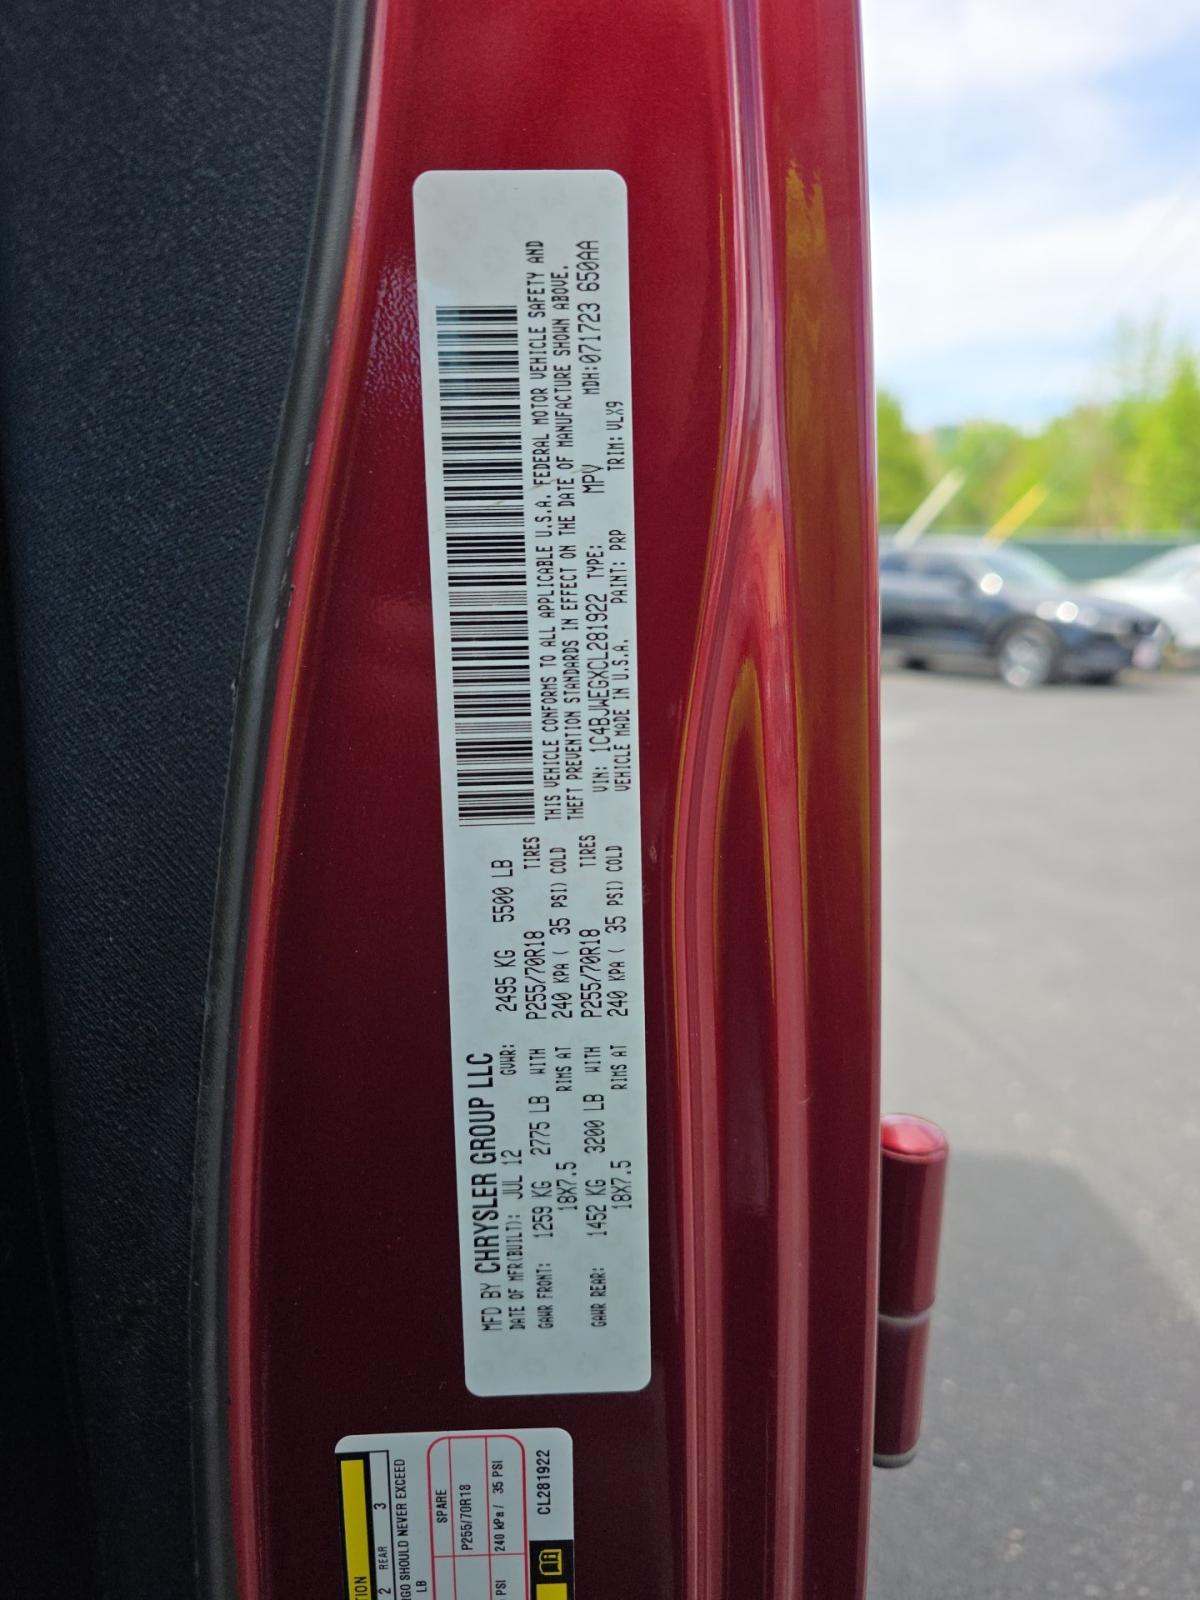 MFD BY CHRYSLER GROUP LLC
DATE OF MFR(BUILT): JUL 12 GVWR: 2495 KG 5500 LB
GAWR FRONT: 1259 KG 2775 LB WITH P255/70R18 TIRES
18X7.5 RIMS AT 240 KPA ( 35 PSI) COLD
GAWR REAR: 1452 KG 3200 LB WITH P255/70R18 TIRES
18X7.5 RIMS AT 240 KPA ( 35 PSI) COLD
THIS VEHICLE CONFORMS TO ALL APPLICABLE U.S.A. FEDERAL MOTOR VEHICLE SAFETY AND
THEFT PREVENTION STANDARDS IN EFFECT ON THE DATE OF MANUFACTURE SHOWN ABOVE.
VIN: 1C4BJWEGXCL281922 TYPE: MPV MDH:071723 650AA
VEHICLE MADE IN U.S.A. PAINT: PRP TRIM: VLX9
2 REAR 3
SHOULD NEVER EXCEED
LB
SPARE
P255/70R18
PSI 240 kPa / 35 PSI
CL281922